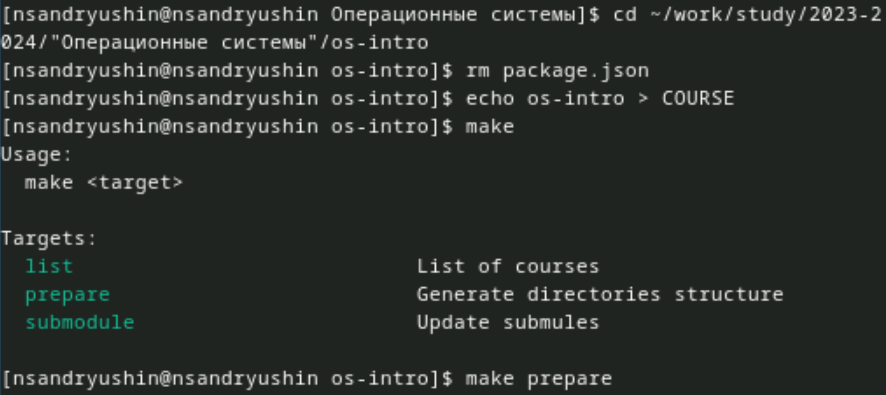 [nsandryushin@nsandryushin Операционные системы]$ cd ~/work/study/2023-2
024/"Операционные системы"/os-intro
[nsandryushin@nsandryushin os-intro]$ rm package.json
[nsandryushin@nsandryushin os-intro]$ echo os-intro > COURSE
[nsandryushin@nsandryushin os-intro]$ make
Usage:
  make <target>

Targets:
  list                            List of courses
  prepare                         Generate directories structure
  submodule                       Update submules

[nsandryushin@nsandryushin os-intro]$ make prepare